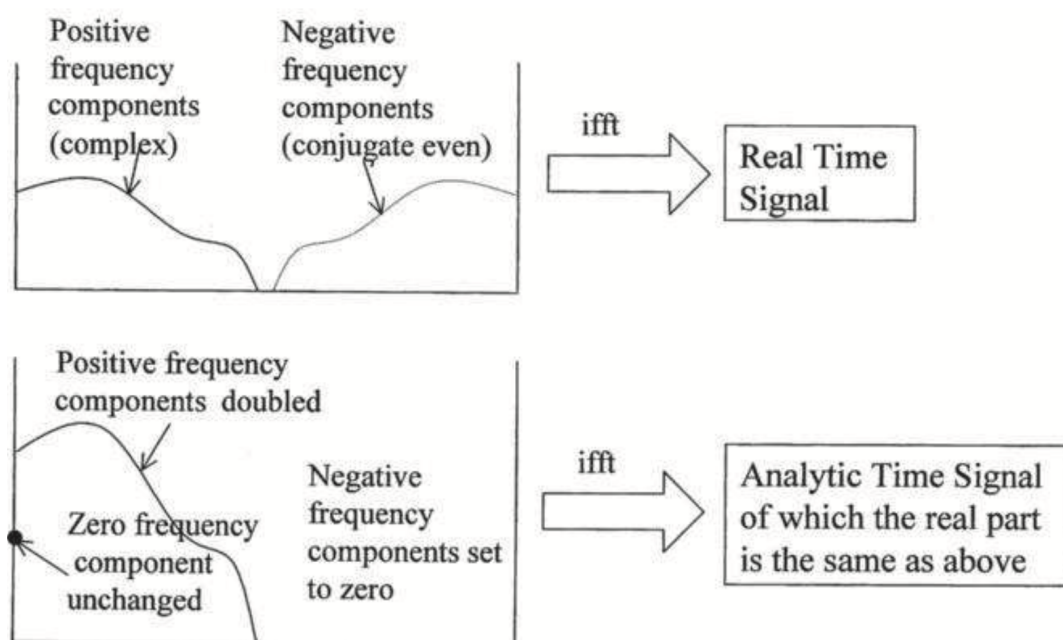 Positive
frequency
components
(complex)
Negative
frequency
components
(conjugate even)
ifft
Real Time
Signal
Positive frequency
components doubled
Zero frequency
component
unchanged
Negative
frequency
components set
to zero
ifft
Analytic Time Signal
of which the real part
is the same as above